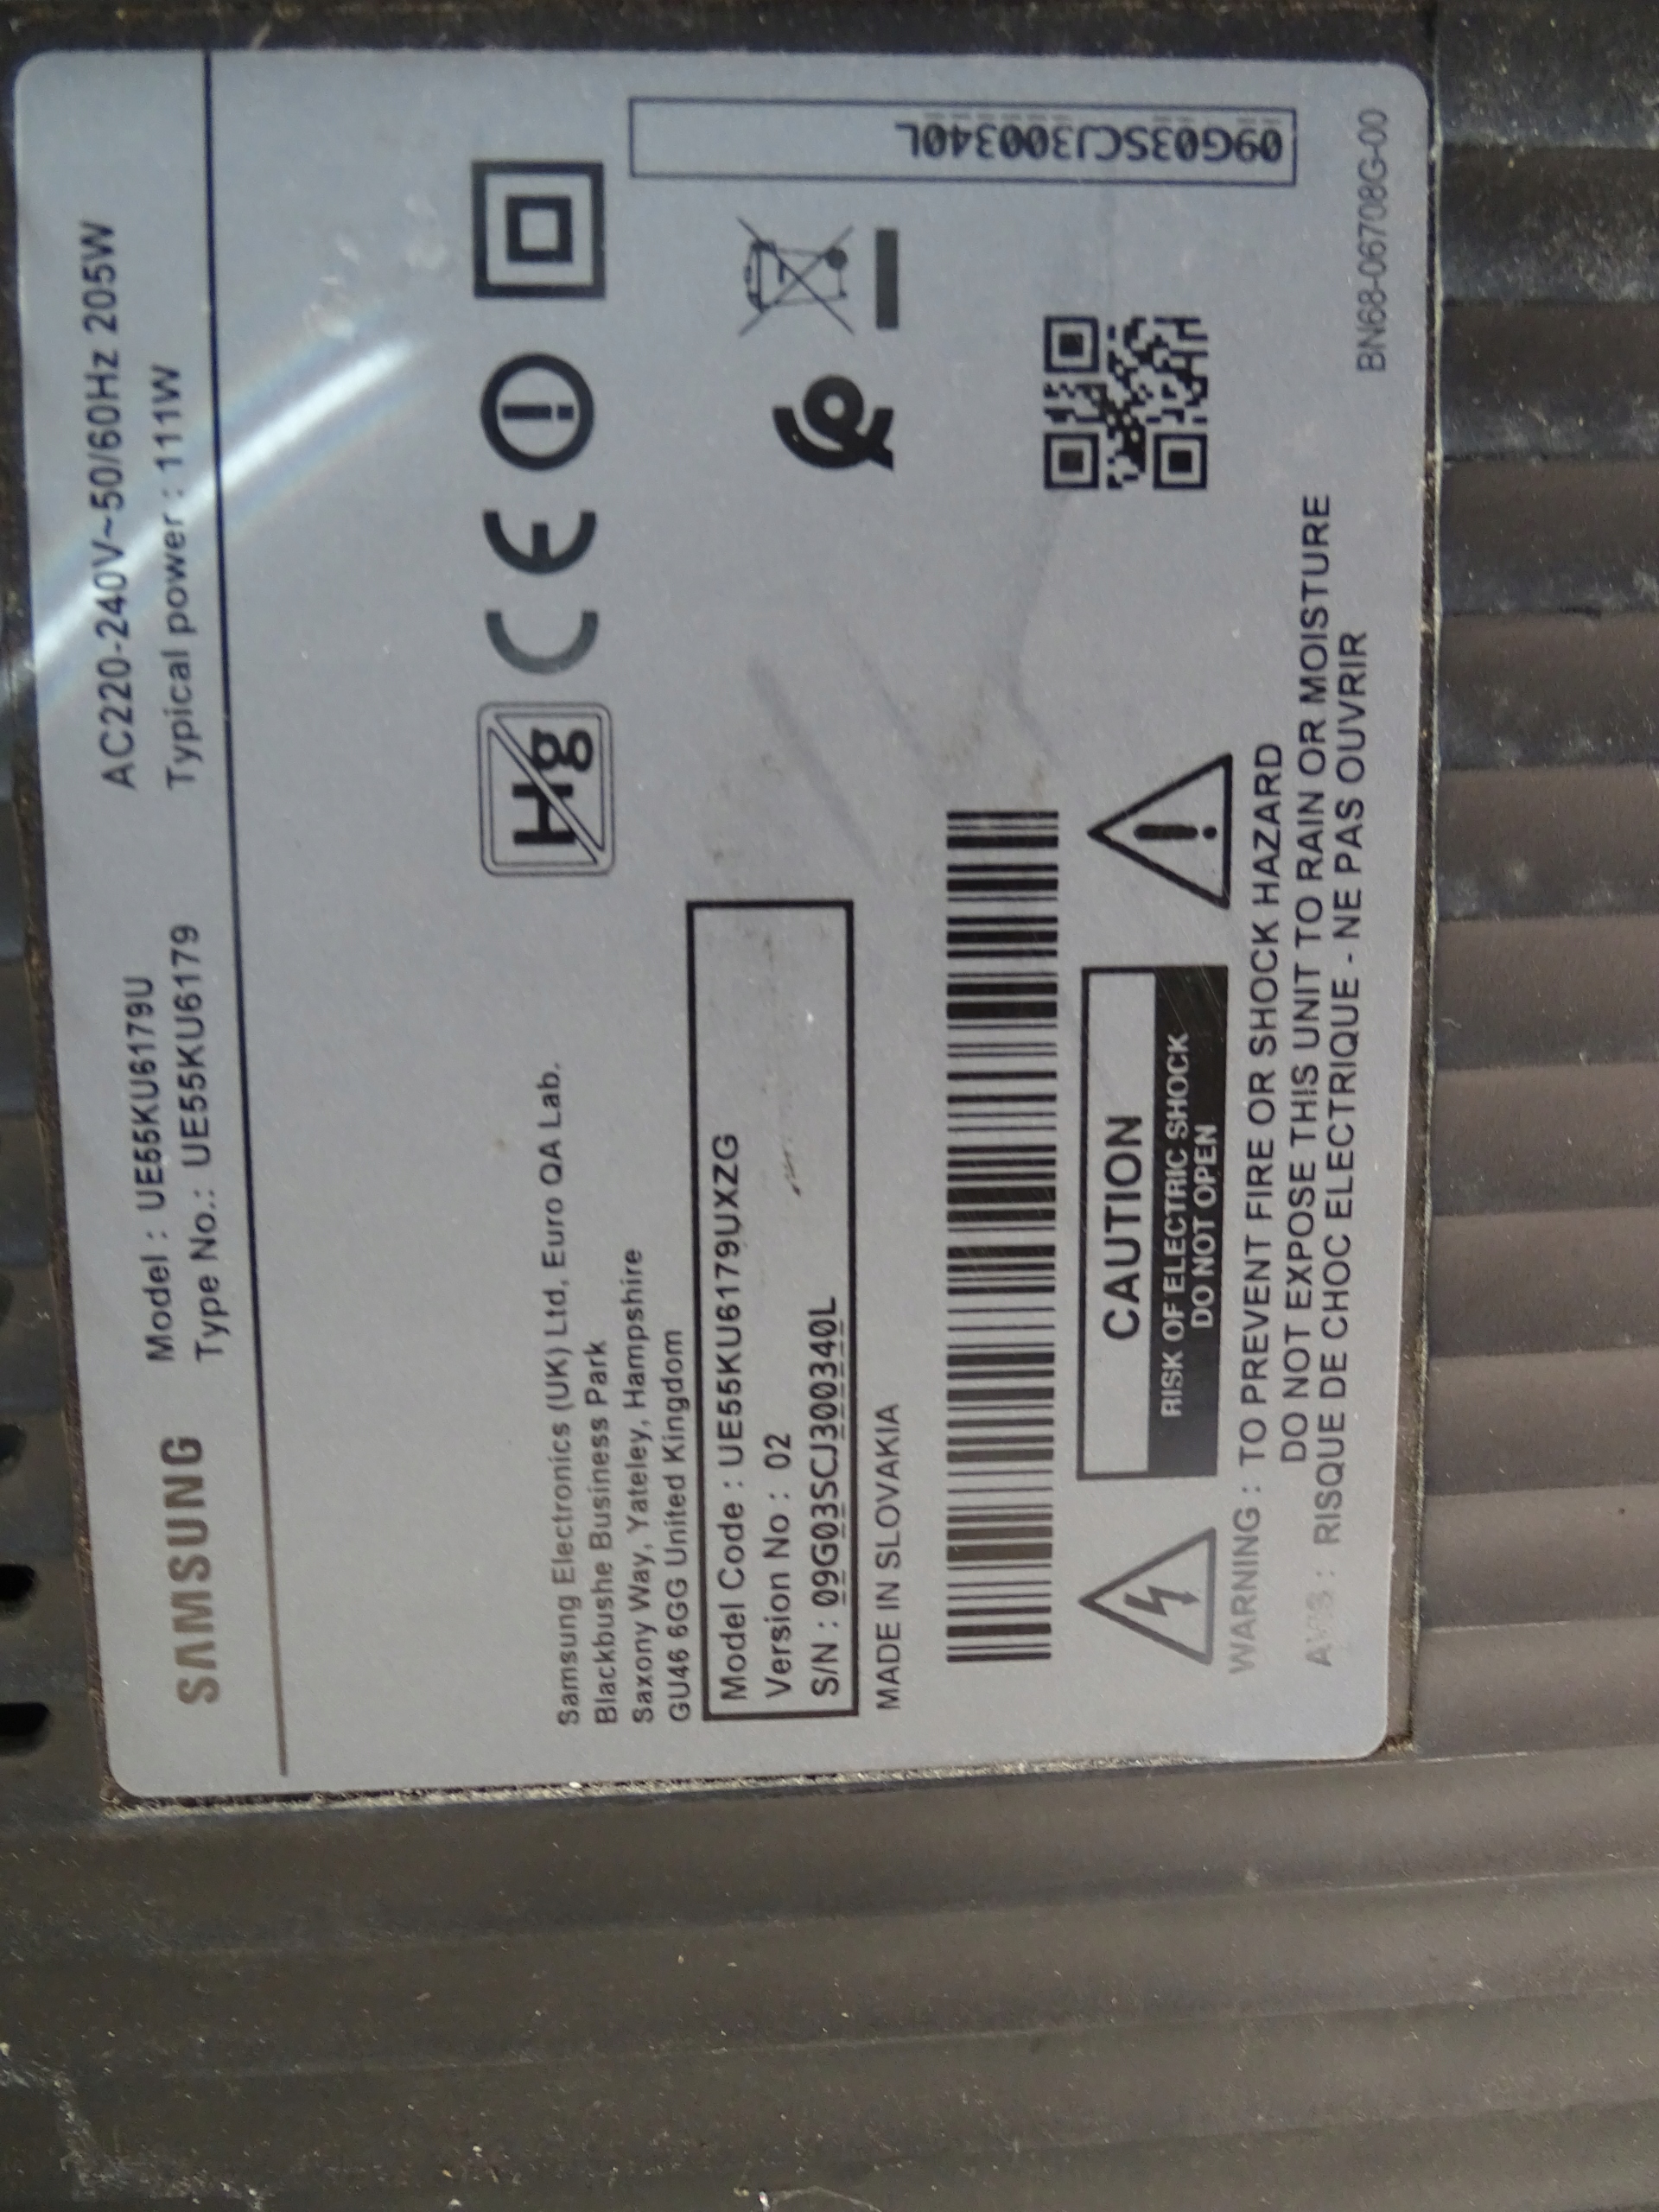 SAMSUNG
Model : UE55KU6179U
Type No.: UE55KU6179
AC220-240V~50/60Hz 205W
Typical power : 111W
Samsung Electronics (UK) Ltd, Euro QA Lab.
Blackbushe Business Park
Saxony Way, Yateley, Hampshire
GU46 6GG United Kingdom
Hg
CE
Model Code : UE55KU6179UXZG
Version No : 02
S/N : 09G03SCJ300340L
MADE IN SLOVAKIA
09G03SCJ300340L
CAUTION
RISK OF ELECTRIC SHOCK
DO NOT OPEN
WARNING : TO PREVENT FIRE OR SHOCK HAZARD
DO NOT EXPOSE THIS UNIT TO RAIN OR MOISTURE
AVIS : RISQUE DE CHOC ELECTRIQUE - NE PAS OUVRIR
BN68-06708G-00